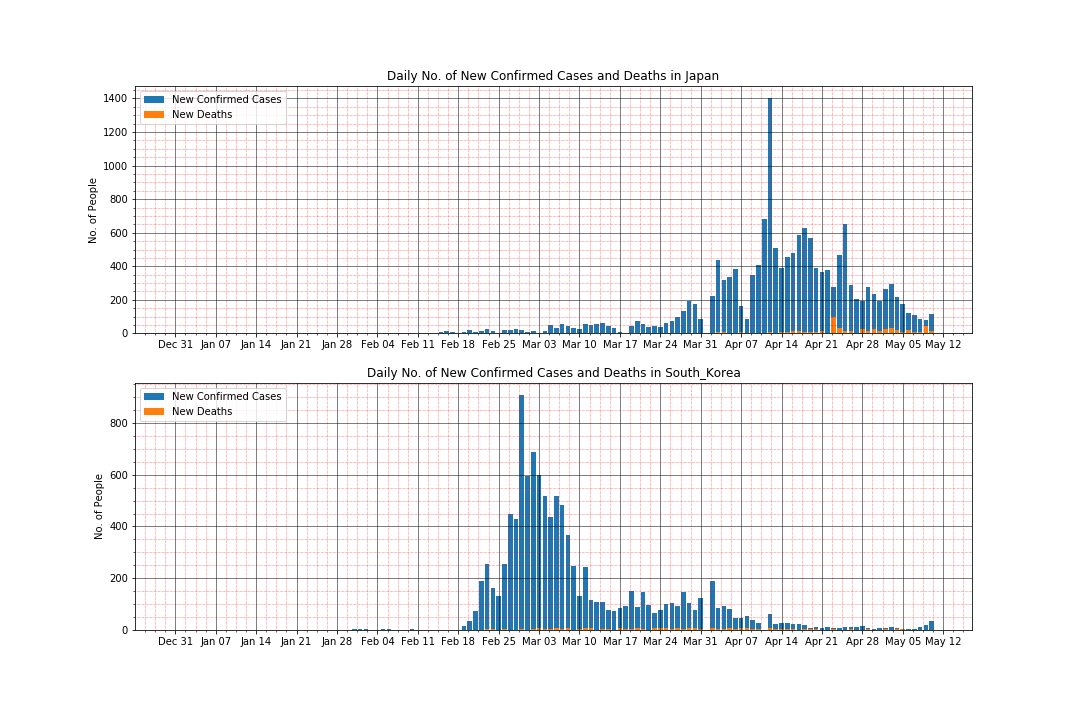 Daily No. of New Confirmed Cases and Deaths in Japan
New Confirmed Cases
New Deaths
1400
1200
1000
800
600
400
200
0
No. of People
Dec 31 Jan 07 Jan 14 Jan 21 Jan 28 Feb 04 Feb 11 Feb 18 Feb 25 Mar 03 Mar 10 Mar 17 Mar 24 Mar 31 Apr 07 Apr 14 Apr 21 Apr 28 May 05 May 12
Daily No. of New Confirmed Cases and Deaths in South_Korea
New Confirmed Cases
New Deaths
800
600
400
200
0
No. of People
Dec 31 Jan 07 Jan 14 Jan 21 Jan 28 Feb 04 Feb 11 Feb 18 Feb 25 Mar 03 Mar 10 Mar 17 Mar 24 Mar 31 Apr 07 Apr 14 Apr 21 Apr 28 May 05 May 12